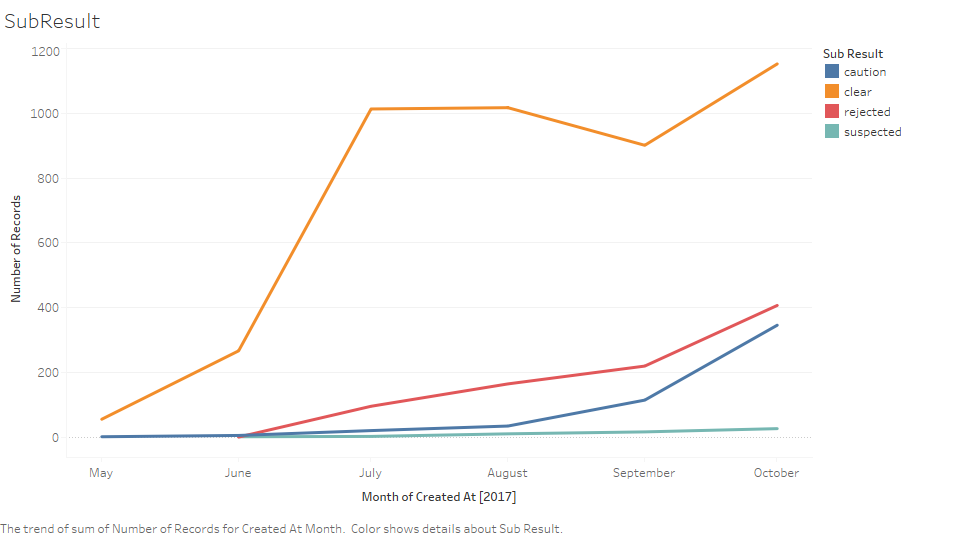 SubResult
1200
1000
800
600
400
200
0
Number of Records
May June July August September October
Month of Created At [2017]
Sub Result
caution
clear
rejected
suspected
The trend of sum of Number of Records for Created At Month.  Color shows details about Sub Result.